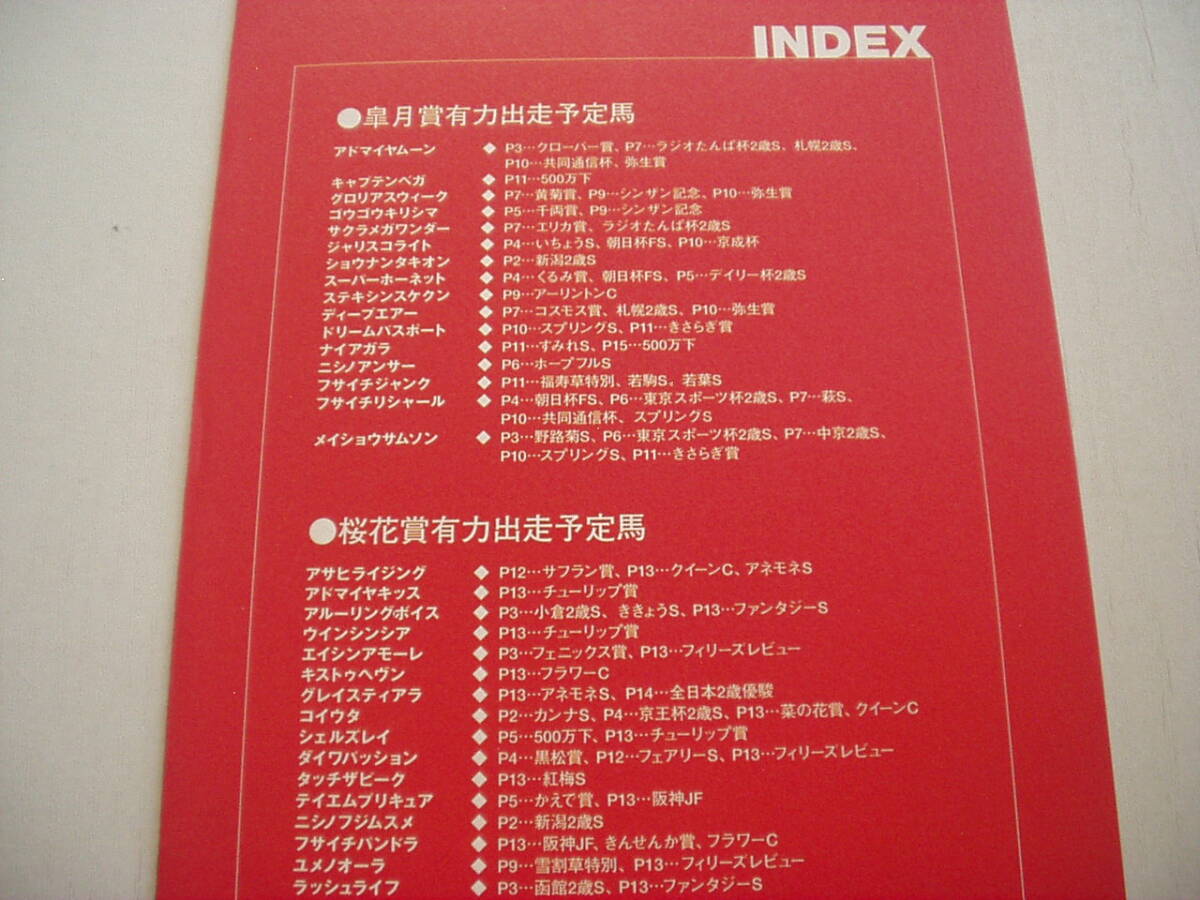 INDEX
●皐月賞有力出走予定馬
アドマイヤムーン ◆ P3…クローバー賞、P7…ラジオたんぱ杯2歳S、札幌2歳S、
P10…共同通信杯、弥生賞
キャプテンベガ ◆ P11…500万下
グロリアスウィーク ◆ P7…黄菊賞、P9…シンザン記念、P10…弥生賞
ゴウゴウキリシマ ◆ P5…千両賞、P9…シンザン記念
サクラメガワンダー ◆ P7…エリカ賞、ラジオたんぱ杯2歳S
ジャリスコライト ◆ P4…いちょうS、朝日杯FS、P10…京成杯
ショウナンタキオン ◆ P2…新潟2歳S
スーパーホーネット ◆ P4…くるみ賞、朝日杯FS、P5…デイリー杯2歳S
ステキシンスケクン ◆ P9…アーリントンC
ディープエアー ◆ P7…コスモス賞、札幌2歳S、P10…弥生賞
ドリームパスポート ◆ P10…スプリングS、P11…きさらぎ賞
ナイアガラ ◆ P11…すみれS、P15…500万下
ニシノアンサー ◆ P6…ホープフルS
フサイチジャンク ◆ P11…福寿草特別、若駒S。若葉S
フサイチリシャール ◆ P4…朝日杯FS、P6…東京スポーツ杯2歳S、P7…萩S、
P10…共同通信杯、スプリングS
メイショウサムソン ◆ P3…野路菊S、P6…東京スポーツ杯2歳S、P7…中京2歳S、
P10…スプリングS、P11…きさらぎ賞
●桜花賞有力出走予定馬
アサヒライジング ◆ P12…サフラン賞、P13…クイーンC、アネモネS
アドマイヤキッス ◆ P13…チューリップ賞
アルーリングボイス ◆ P3…小倉2歳S、ききょうS、P13…ファンタジーS
ウインシンシア ◆ P13…チューリップ賞
エイシンアモーレ ◆ P3…フェニックス賞、P13…フィリーズレビュー
キストゥヘヴン ◆ P13…フラワーC
グレイスティアラ ◆ P13…アネモネS、P14…全日本2歳優駿
コイウタ ◆ P2…カンナS、P4…京王杯2歳S、P13…菜の花賞、クイーンC
シェルズレイ ◆ P5…500万下、P13…チューリップ賞
ダイワパッション ◆ P4…黒松賞、P12…フェアリーS、P13…フィリーズレビュー
タッチザピーク ◆ P13…紅梅S
テイエムプリキュア ◆ P5…かえで賞、P13…阪神JF
ニシノフジムスメ ◆ P2…新潟2歳S
フサイチパンドラ ◆ P13…阪神JF、きんせんか賞、フラワーC
ユメノオーラ ◆ P9…雪割草特別、P13…フィリーズレビュー
ラッシュライフ ◆ P3…函館2歳S、P13…ファンタジーS